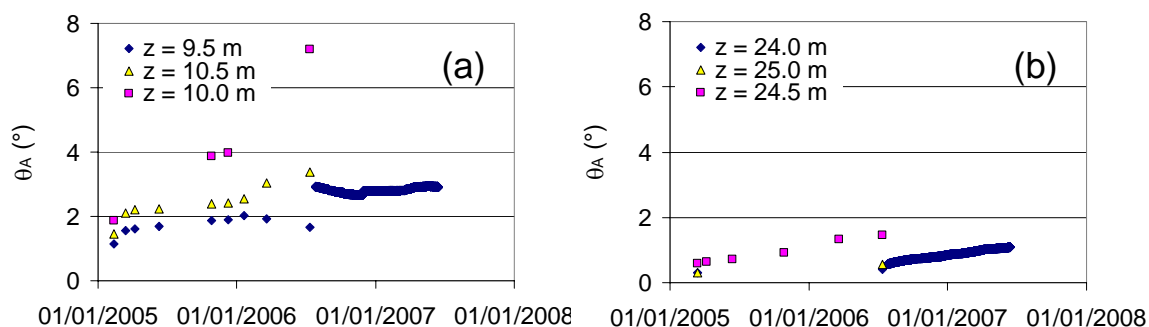 8
6
4
2
0
θA (°)
z = 9.5 m
z = 10.5 m
z = 10.0 m
(a)
01/01/2005 01/01/2006 01/01/2007 01/01/2008
8
6
4
2
0
θA (°)
z = 24.0 m
z = 25.0 m
z = 24.5 m
(b)
01/01/2005 01/01/2006 01/01/2007 01/01/2008